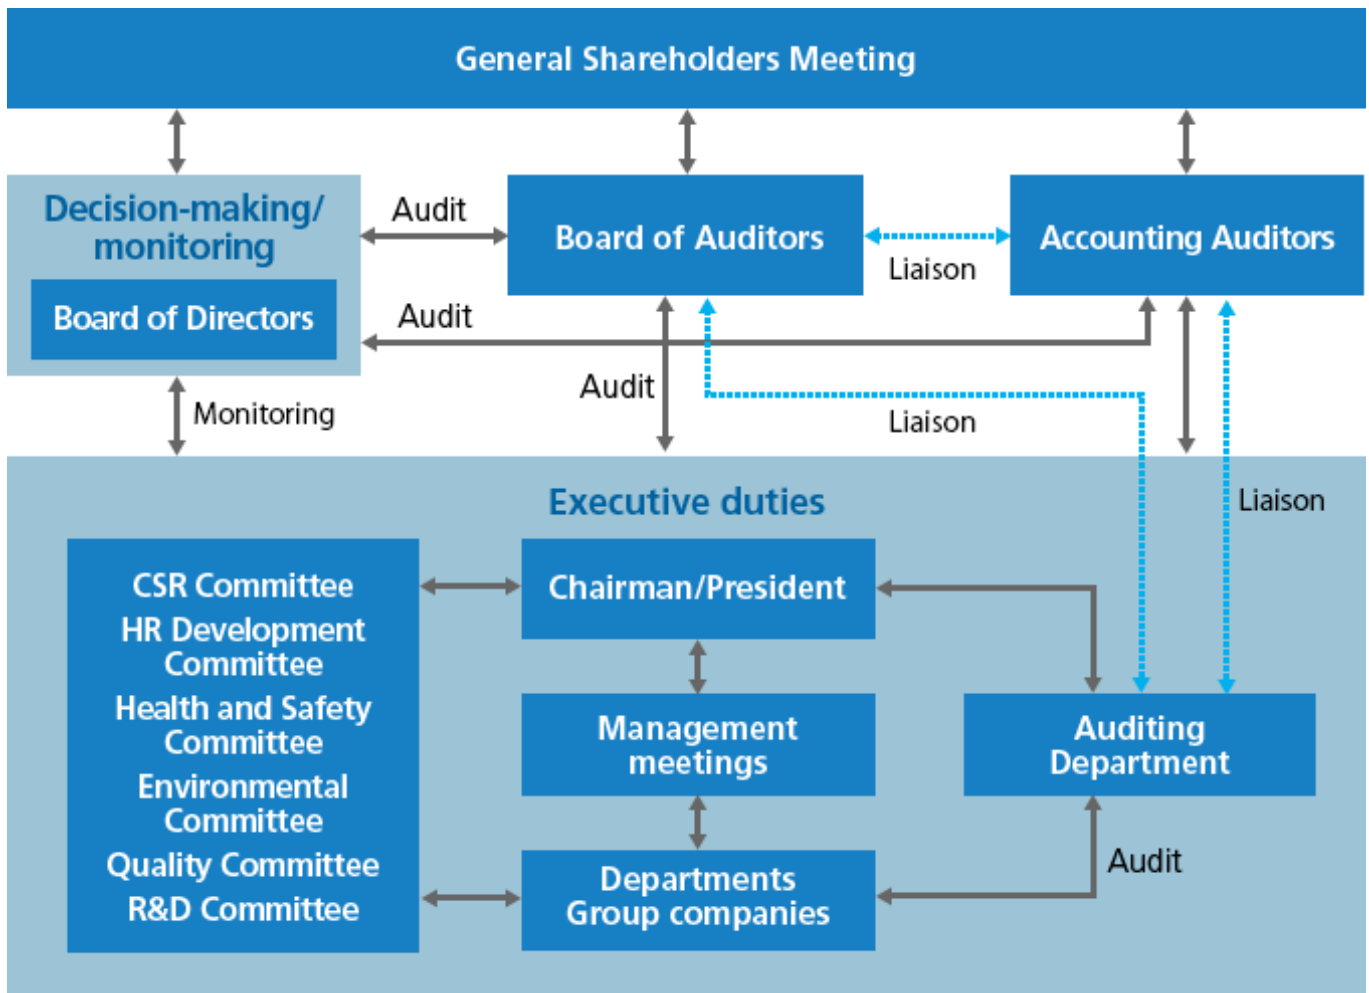 General Shareholders Meeting
Decision-making/
monitoring
Board of Directors
Audit
Board of Auditors
Liaison
Accounting Auditors
Audit
Audit
Monitoring
Liaison
Liaison
Executive duties
CSR Committee
HR Development
Committee
Health and Safety
Committee
Environmental
Committee
Quality Committee
R&D Committee
Chairman/President
Management
meetings
Departments
Group companies
Auditing
Department
Audit